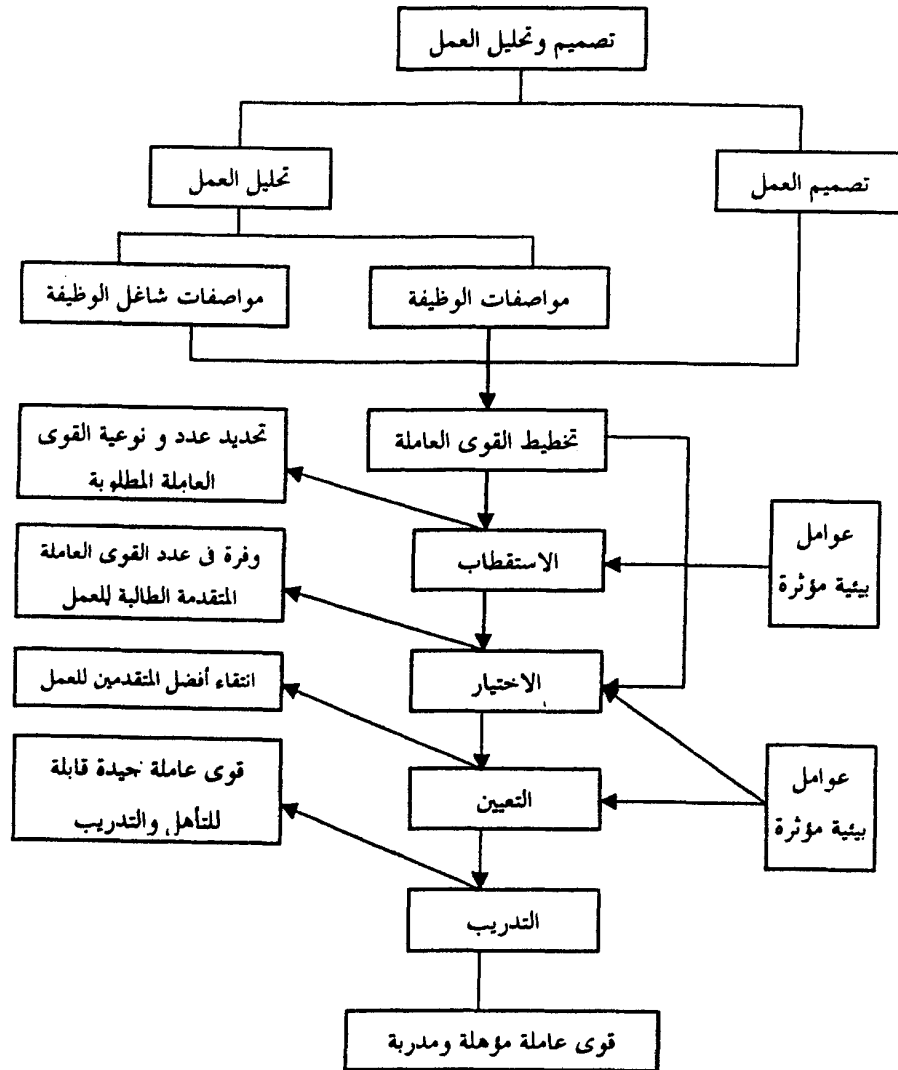 تصميم وتحليل العمل
تصميم العمل
تحليل العمل
مواصفات الوظيفة
مواصفات شاغل الوظيفة
تخطيط القوى العاملة
تحديد عدد و نوعية القوى
العاملة المطلوبة
عوامل
بيئية مؤثرة
الاستقطاب
وفرة فى عدد القوى العاملة
المتقدمة الطالبة للعمل
الاختيار
انتقاء أفضل المتقدمين للعمل
عوامل
بيئية مؤثرة
التعيين
قوى عاملة جيدة قابلة
للتأهل والتدريب
التدريب
قوى عاملة مؤهلة ومدربة